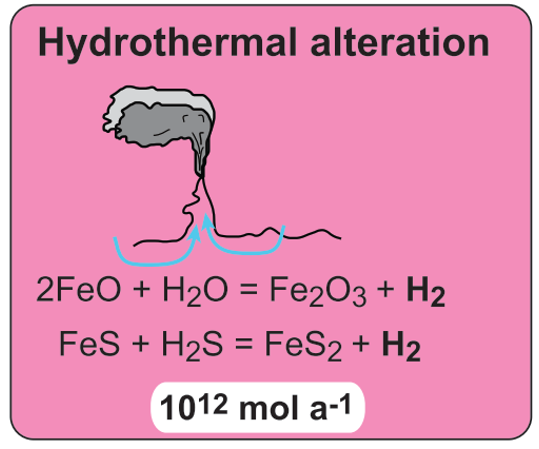 Hydrothermal alteration
2FeO + H₂O = Fe₂O₃ + H₂
FeS + H₂S = FeS₂ + H₂
10¹² mol a⁻¹